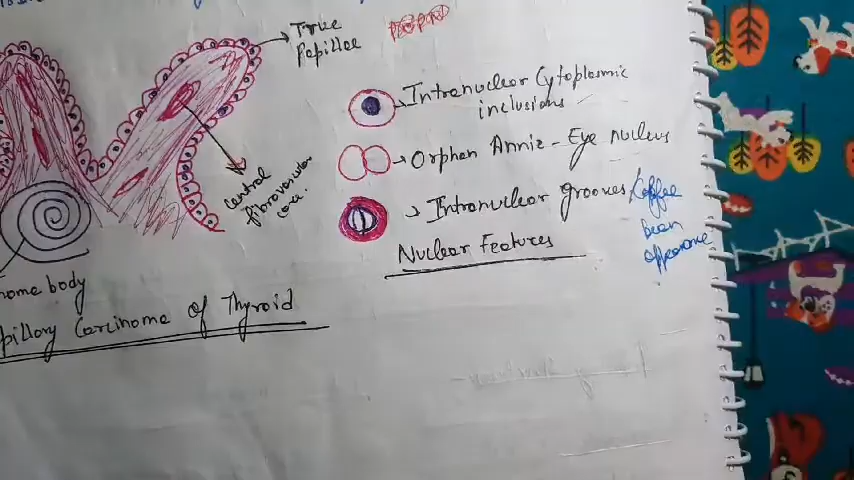 True
Papillae
Central
fibrovascular
core.
Intranuclear Cytoplasmic
inclusions
Orphan Annie - Eye nucleus
Intranuclear grooves/Coffee
bean
appearance
Nuclear Features
nome body
pillary Carcinoma of Thyroid